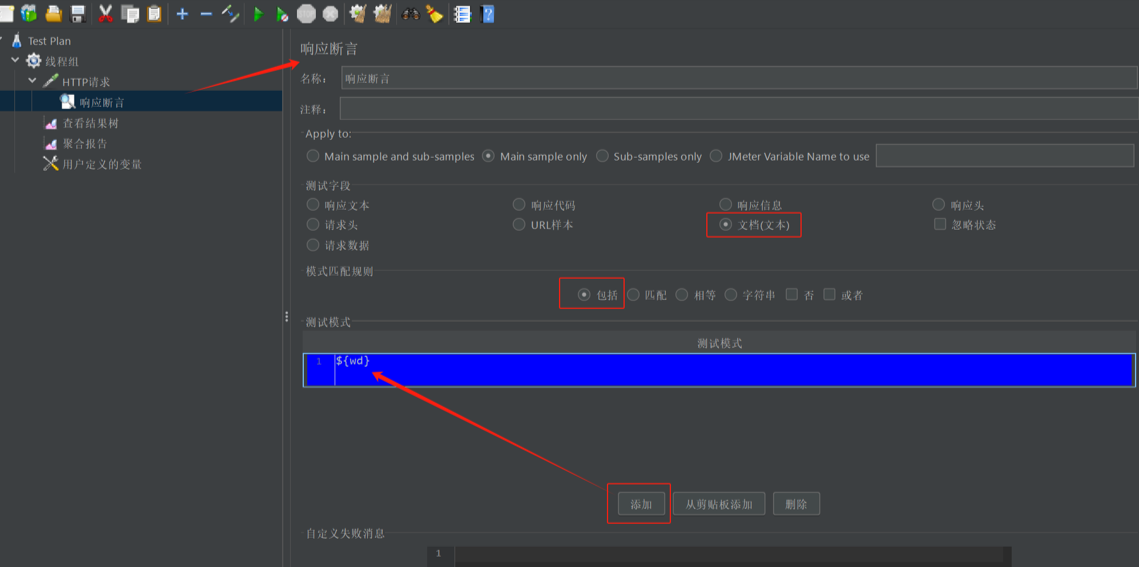 Test Plan
线程组
HTTP请求
响应断言
查看结果树
聚合报告
用户定义的变量
响应断言
名称： 响应断言
注释：
Apply to:
Main sample and sub-samples Main sample only Sub-samples only JMeter Variable Name to use
测试字段
响应文本 响应代码 响应信息 响应头
请求头 URL样本 文档(文本) 忽略状态
请求数据
模式匹配规则
包括 匹配 相等 字符串 否 或者
测试模式
测试模式
1 ${wd}
添加 从剪贴板添加 删除
自定义失败消息
1